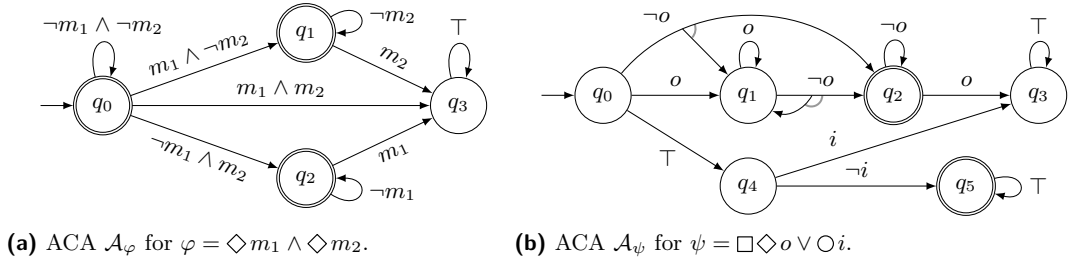 ¬m₁ ∧ ¬m₂
q₀
m₁ ∧ ¬m₂
q₁
¬m₂
m₂
m₁ ∧ m₂
⊤
q₃
¬m₁ ∧ m₂
q₂
m₁
¬m₁
(a) ACA 𝒜_φ for φ = ◇ m₁ ∧ ◇ m₂.
q₀
¬o
o
o
q₁
¬o
¬o
q₂
o
⊤
q₃
⊤
i
q₄
¬i
q₅
⊤
(b) ACA 𝒜_ψ for ψ = □◇ o ∨ ○ i.